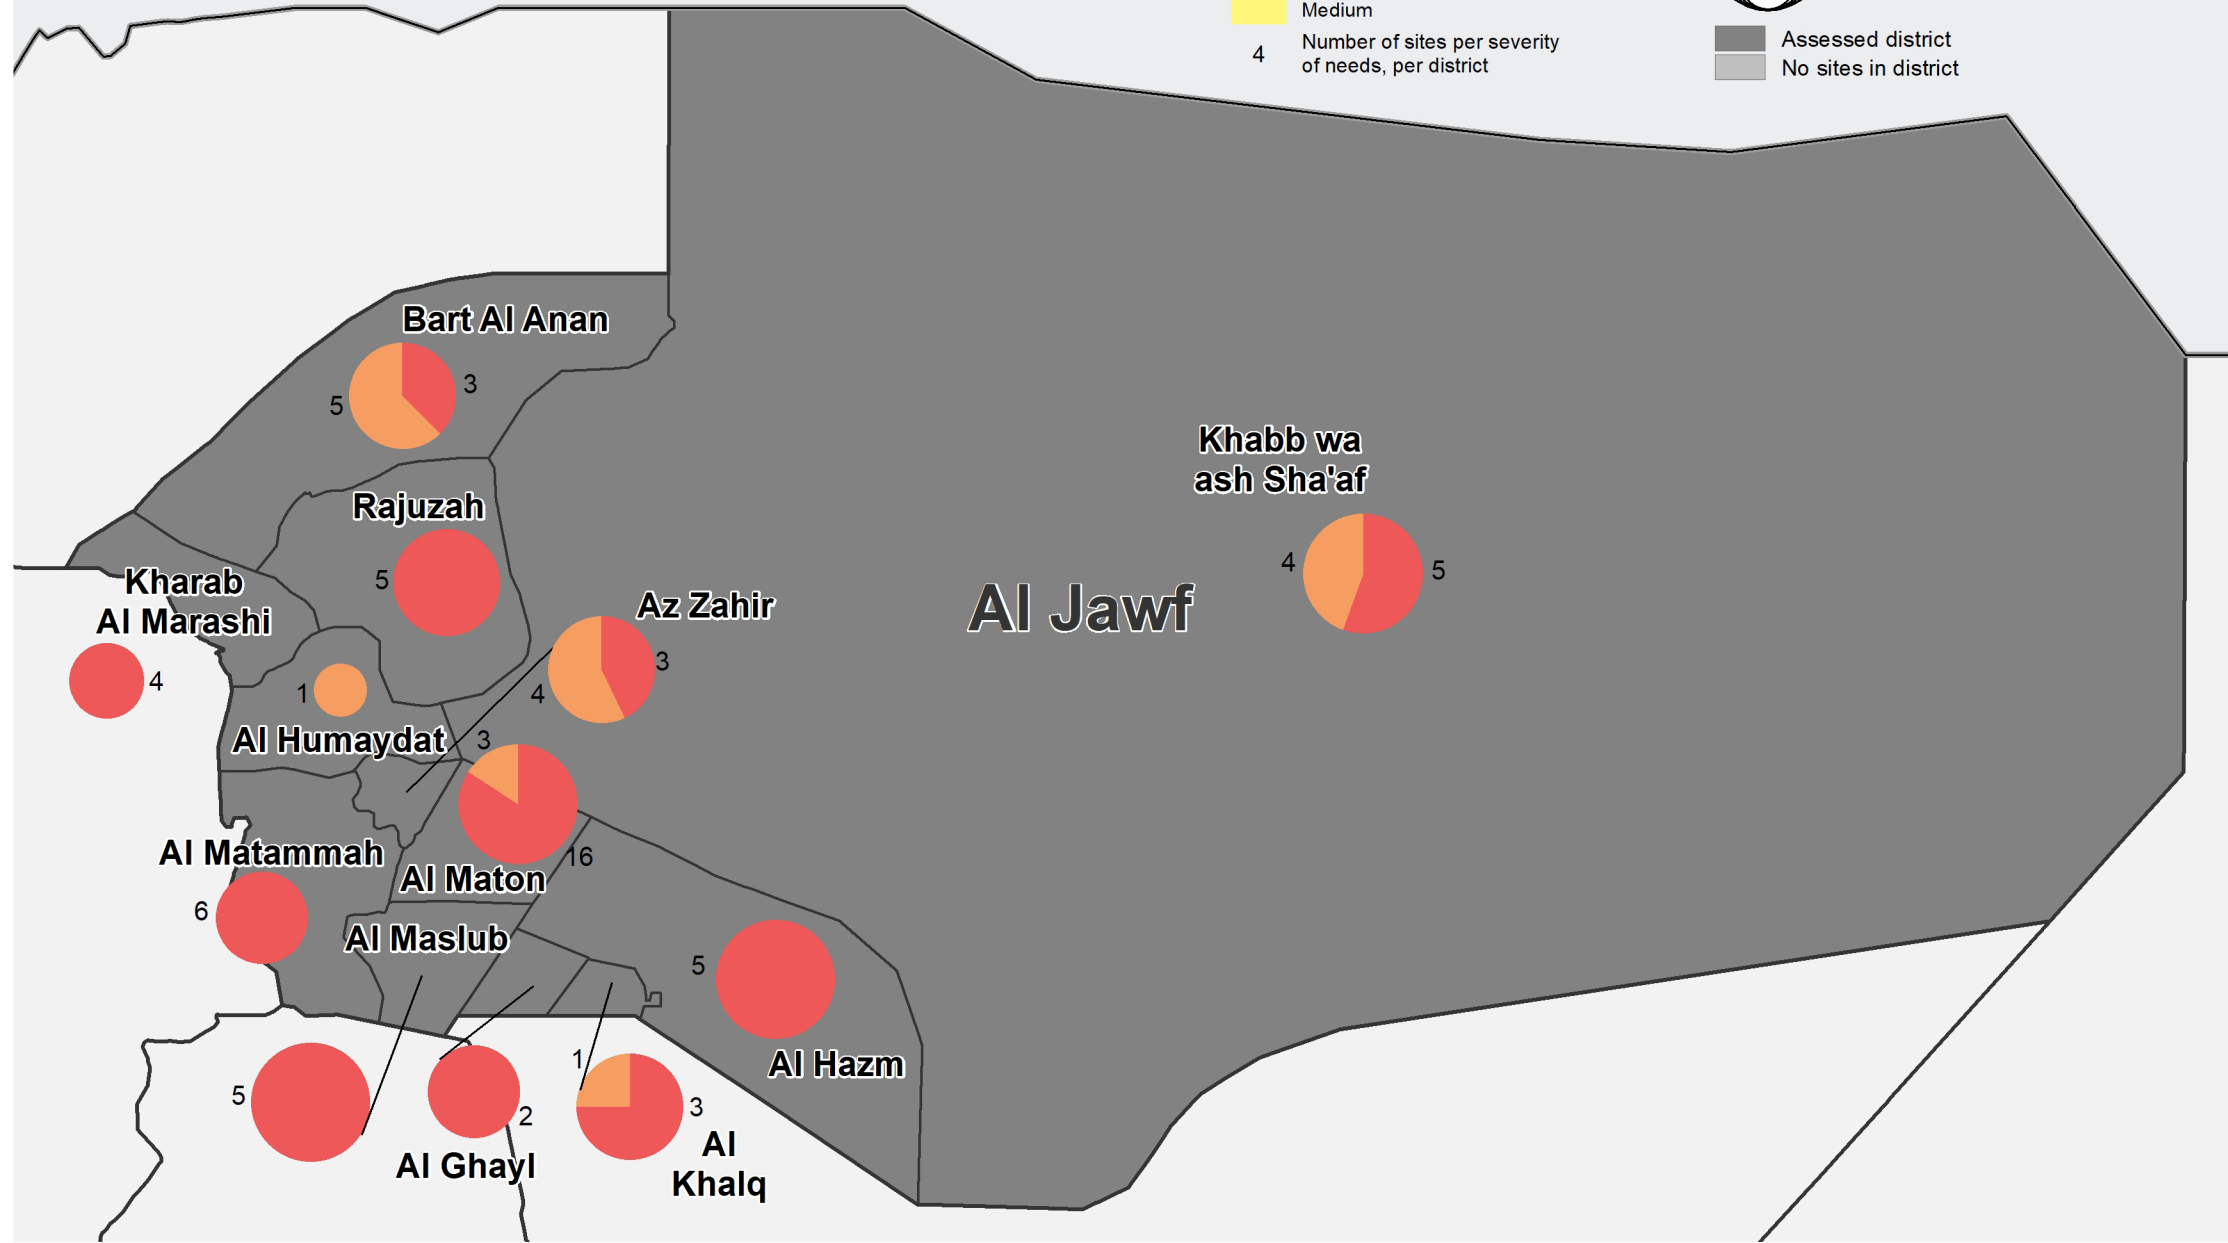 Medium
4
Number of sites per severity
of needs, per district
Assessed district
No sites in district
Bart Al Anan
5
3
Rajuzah
5
Khabb wa
ash Sha'af
4
5
Al Jawf
Kharab
Al Marashi
4
Az Zahir
3
4
1
Al Humaydat
3
16
Al Maton
Al Matammah
6
Al Maslub
5
5
Al Hazm
2
Al Ghayl
1
3
Al
Khalq